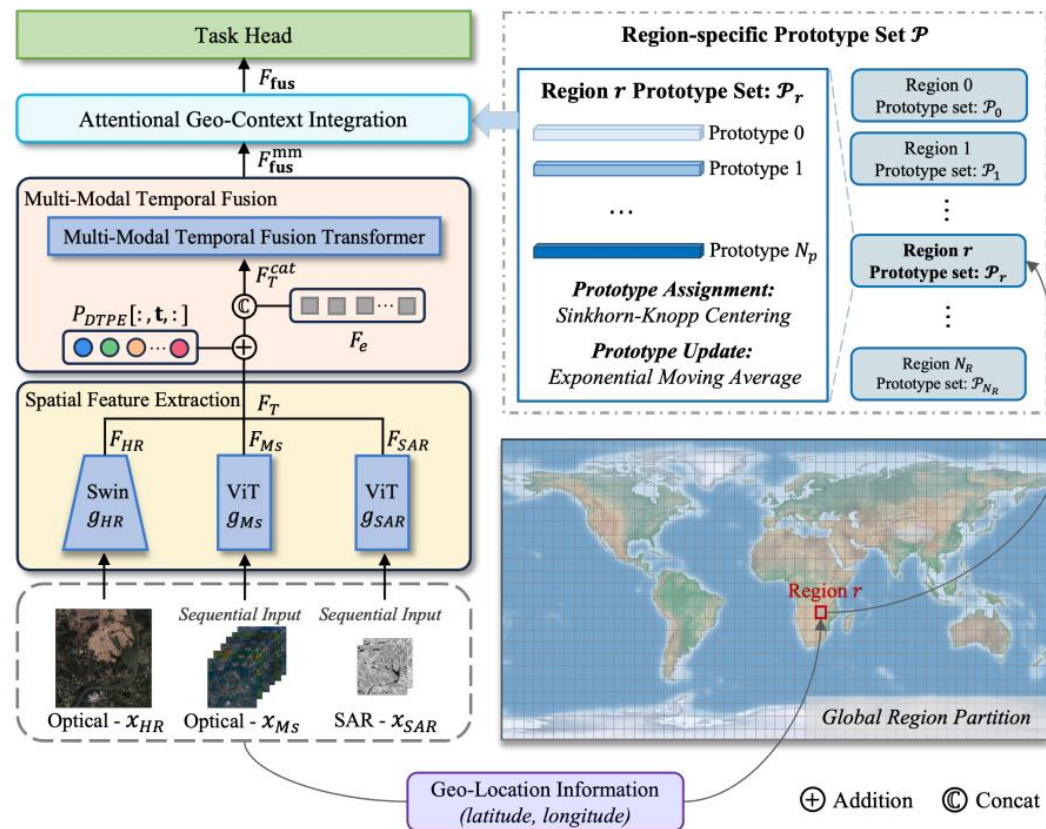 Task Head
F_fus
Attentional Geo-Context Integration
F_fus^mm
Multi-Modal Temporal Fusion
Multi-Modal Temporal Fusion Transformer
F_T^cat
P_DTPE[:, t, :]
ℂ
...
+
...
F_e
Spatial Feature Extraction
F_T
F_HR
F_Ms
F_SAR
Swin
g_HR
ViT
g_Ms
ViT
g_SAR
Sequential Input
Sequential Input
Optical - x_HR
Optical - x_Ms
SAR - x_SAR
Region-specific Prototype Set 𝒫
Region r Prototype Set: 𝒫_r
Prototype 0
Prototype 1
...
Prototype N_p
Prototype Assignment:
Sinkhorn-Knopp Centering
Prototype Update:
Exponential Moving Average
Region 0
Prototype set: 𝒫_0
Region 1
Prototype set: 𝒫_1
⋮
Region r
Prototype set: 𝒫_r
⋮
Region N_R
Prototype set: 𝒫_N_R
Region r
Global Region Partition
Geo-Location Information
(latitude, longitude)
+ Addition
ℂ Concat